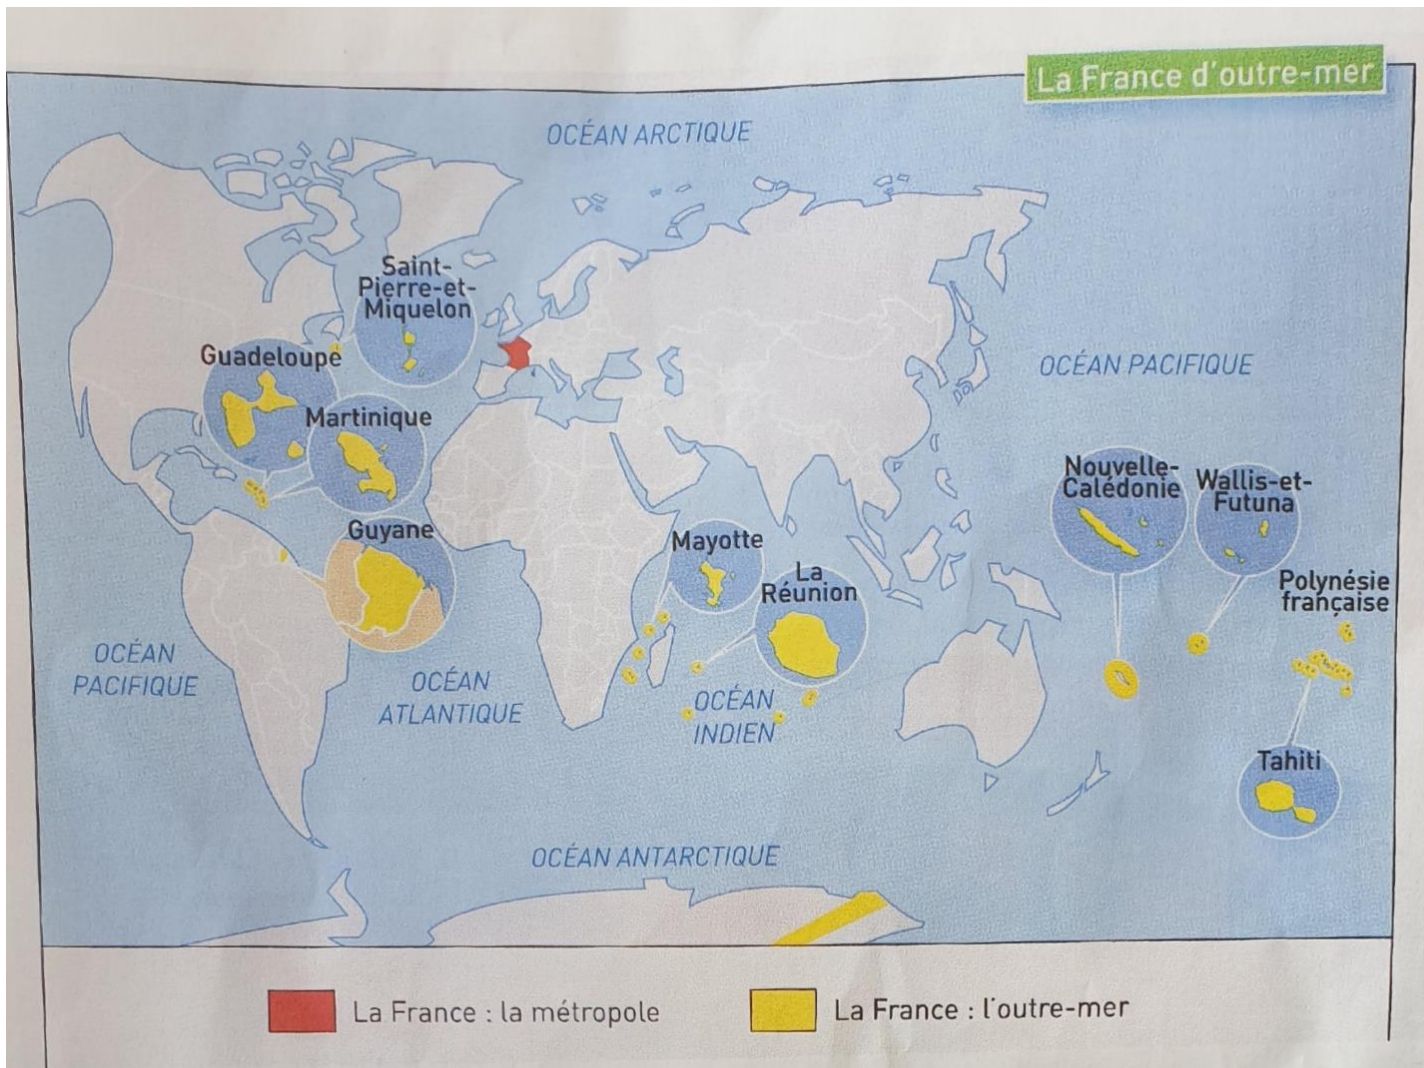 La France d'outre-mer
OCÉAN ARCTIQUE
Saint-
Pierre-et-
Miquelon
Guadeloupe
Martinique
OCÉAN PACIFIQUE
Nouvelle-
Calédonie
Wallis-et-
Futuna
Guyane
Mayotte
La
Réunion
Polynésie
française
OCÉAN
PACIFIQUE
OCÉAN
ATLANTIQUE
OCÉAN
INDIEN
Tahiti
OCÉAN ANTARCTIQUE
La France : la métropole
La France : l'outre-mer